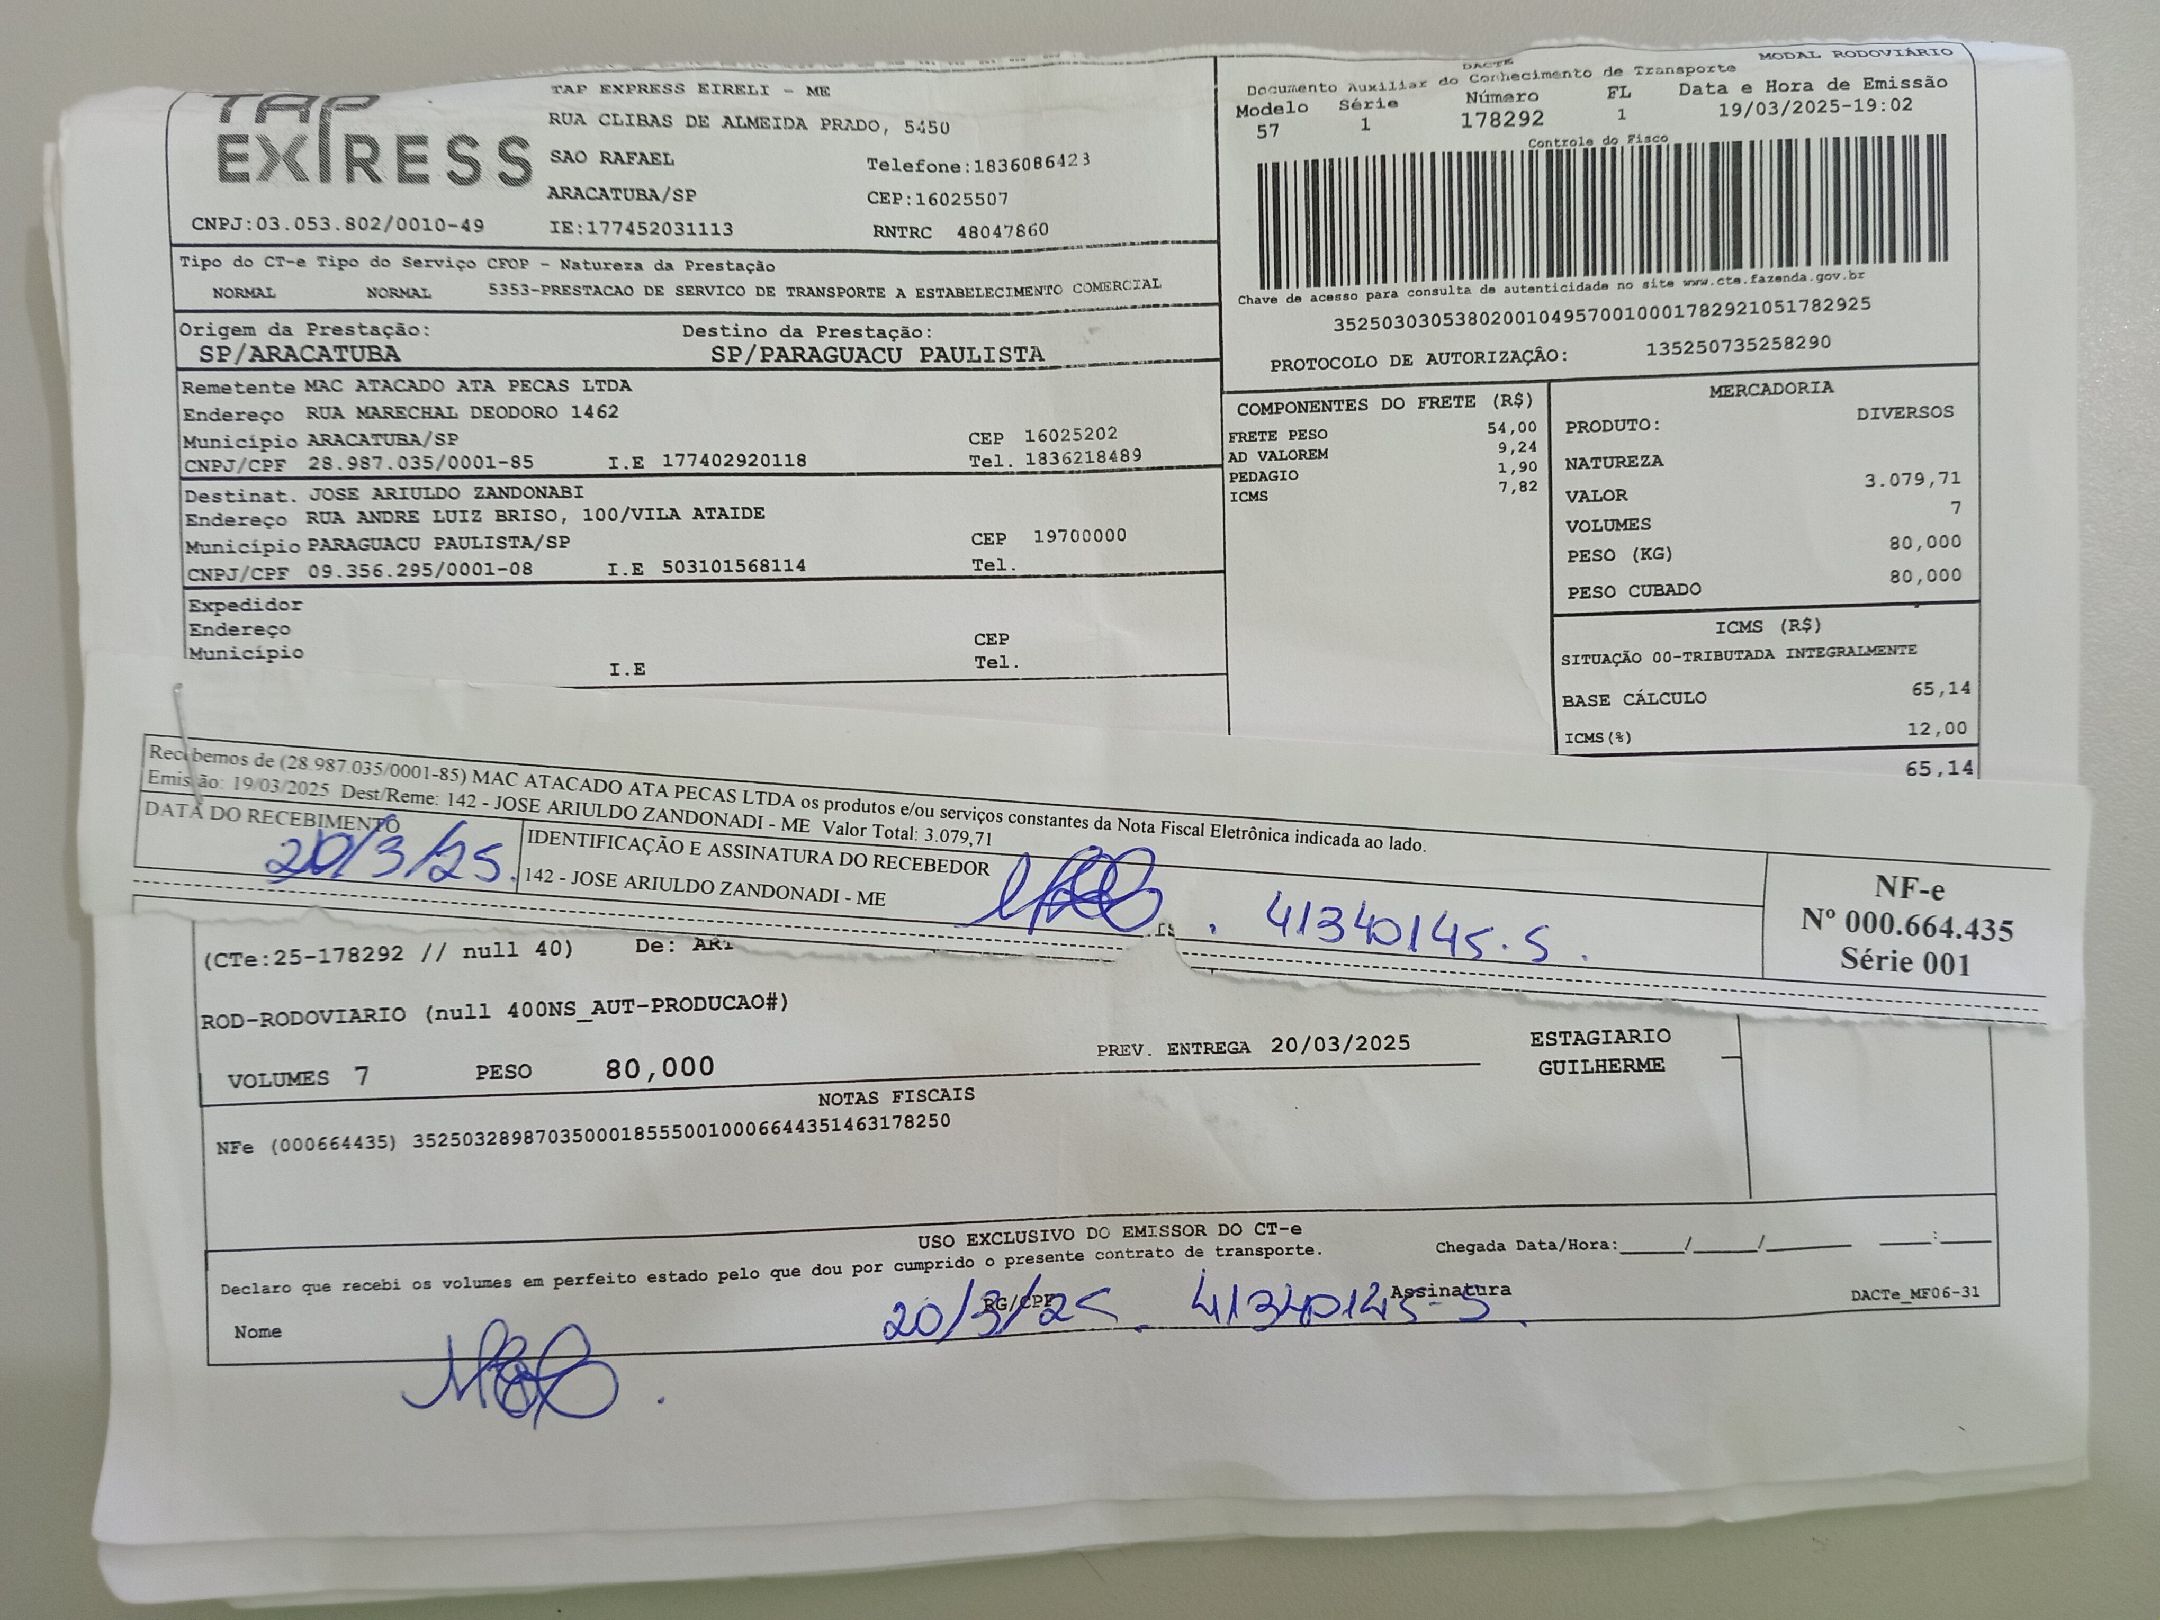 TAP EXPRESS
TAP EXPRESS EIRELI - ME
RUA CLIBAS DE ALMEIDA PRADO, 5450
SAO RAFAEL Telefone:1836086423
ARACATUBA/SP CEP:16025507
CNPJ:03.053.802/0010-49 IE:177452031113 RNTRC 48047860
MODAL RODOVIÁRIO
DACTE
Documento Auxiliar do Conhecimento de Transporte
Modelo Série Número FL Data e Hora de Emissão
57 1 178292 1 19/03/2025-19:02
Controle do Fisco
Chave de acesso para consulta de autenticidade no site www.cte.fazenda.gov.br
35250303053802001049570010001782921051782925
PROTOCOLO DE AUTORIZAÇÃO: 135250735258290
Tipo do CT-e Tipo do Serviço CFOP - Natureza da Prestação
NORMAL NORMAL 5353-PRESTACAO DE SERVICO DE TRANSPORTE A ESTABELECIMENTO COMERCIAL
Origem da Prestação: Destino da Prestação:
SP/ARACATUBA SP/PARAGUACU PAULISTA
Remetente MAC ATACADO ATA PECAS LTDA
Endereço RUA MARECHAL DEODORO 1462
Município ARACATUBA/SP CEP 16025202
CNPJ/CPF 28.987.035/0001-85 I.E 177402920118 Tel. 1836218489
Destinat. JOSE ARIULDO ZANDONABI
Endereço RUA ANDRE LUIZ BRISO, 100/VILA ATAIDE
Município PARAGUACU PAULISTA/SP CEP 19700000
CNPJ/CPF 09.356.295/0001-08 I.E 503101568114 Tel.
Expedidor
Endereço CEP
Município I.E Tel.
COMPONENTES DO FRETE (R$)
FRETE PESO 54,00
AD VALOREM 9,24
PEDAGIO 1,90
ICMS 7,82
MERCADORIA
PRODUTO: DIVERSOS
NATUREZA
VALOR 3.079,71
VOLUMES 7
PESO (KG) 80,000
PESO CUBADO 80,000
ICMS (R$)
SITUAÇÃO 00-TRIBUTADA INTEGRALMENTE
BASE CÁLCULO 65,14
ICMS(%) 12,00
65,14
Recebemos de (28.987.035/0001-85) MAC ATACADO ATA PECAS LTDA os produtos e/ou serviços constantes da Nota Fiscal Eletrônica indicada ao lado.
Emissão: 19/03/2025 Dest/Reme: 142 - JOSE ARIULDO ZANDONADI - ME Valor Total: 3.079,71
DATA DO RECEBIMENTO IDENTIFICAÇÃO E ASSINATURA DO RECEBEDOR
20/3/25. 142 - JOSE ARIULDO ZANDONADI - ME . 41340145-5.
NF-e
Nº 000.664.435
Série 001
(CTe:25-178292 // null 40) De:
ROD-RODOVIARIO (null 400NS_AUT-PRODUCAO#)
VOLUMES 7 PESO 80,000 PREV. ENTREGA 20/03/2025
ESTAGIARIO
GUILHERME
NOTAS FISCAIS
NFe (000664435) 35250328987035000185550010006644351463178250
USO EXCLUSIVO DO EMISSOR DO CT-e
Declaro que recebi os volumes em perfeito estado pelo que dou por cumprido o presente contrato de transporte. Chegada Data/Hora:____/____/______ ____:____
Nome RG/CPF Assinatura DACTe_MF06-31
20/3/25. 41340145-5.